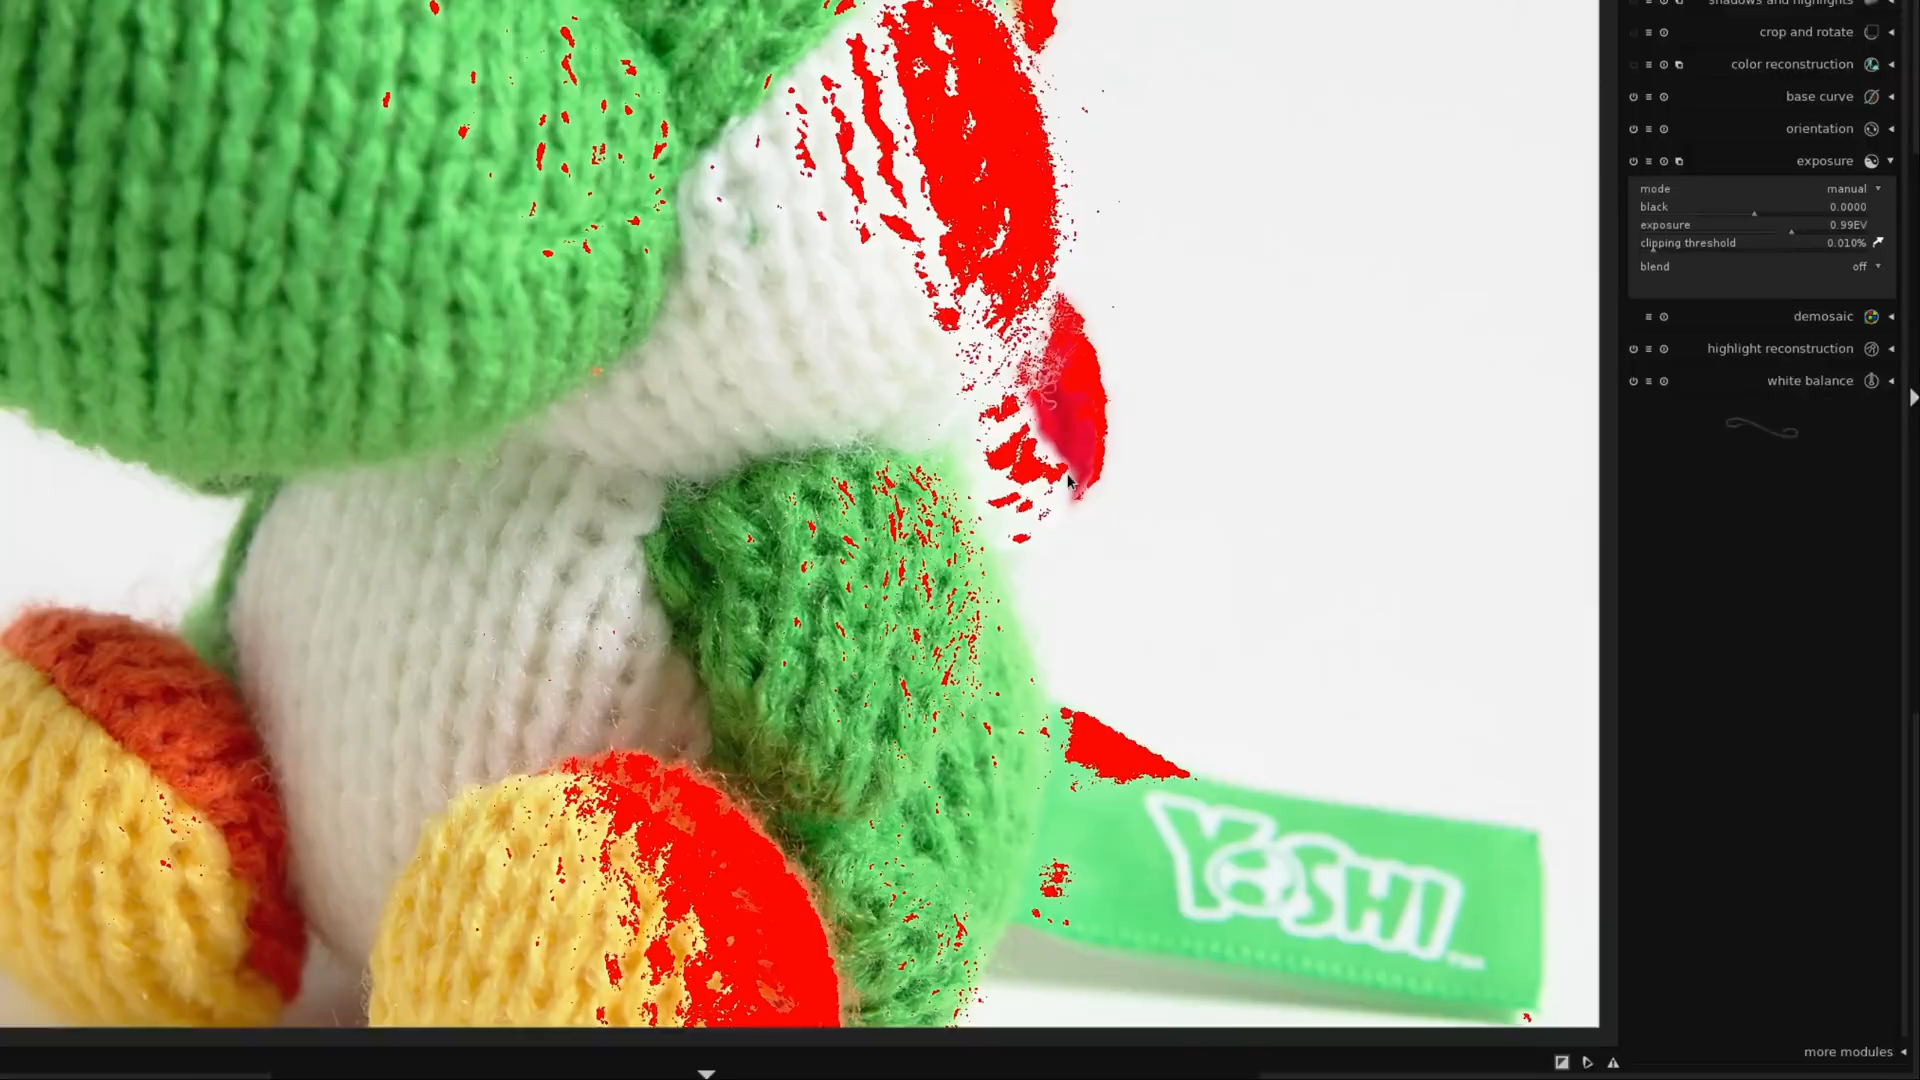 shadows and highlights
crop and rotate
color reconstruction
base curve
orientation
exposure
mode manual
black 0.0000
exposure 0.99EV
clipping threshold 0.010%
blend off
demosaic
highlight reconstruction
white balance
YOSHI
more modules